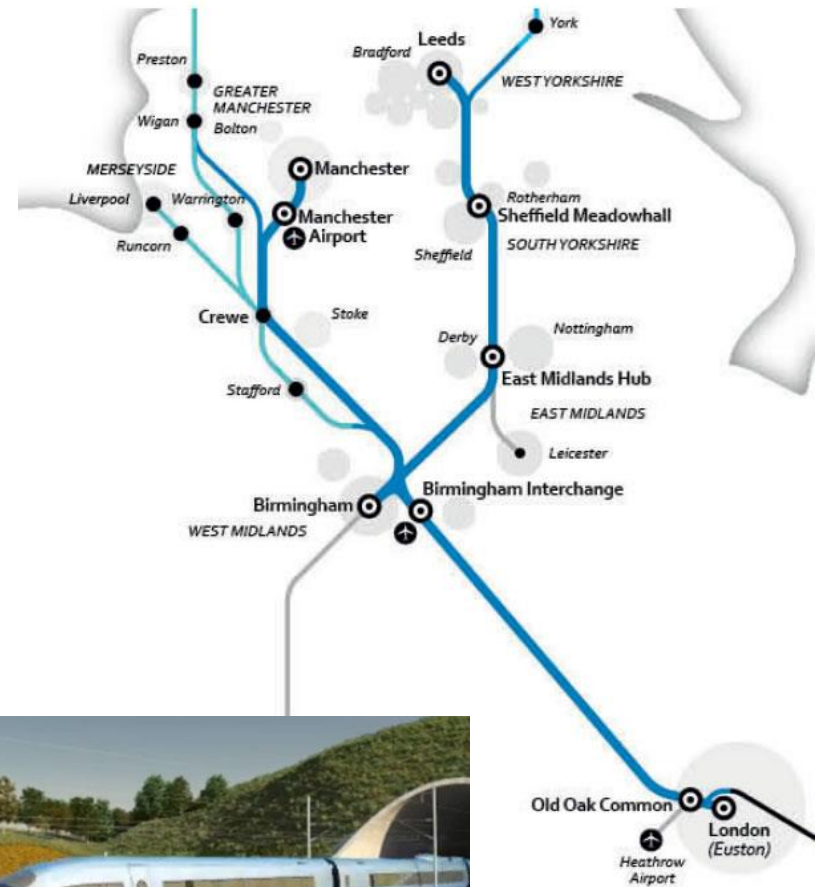 York
Leeds
Bradford
Preston
WEST YORKSHIRE
GREATER
MANCHESTER
Wigan
Bolton
MERSEYSIDE
Manchester
Liverpool
Warrington
Rotherham
Manchester
Airport
Sheffield Meadowhall
Runcorn
Sheffield
SOUTH YORKSHIRE
Crewe
Stoke
Derby
Nottingham
East Midlands Hub
Stafford
EAST MIDLANDS
Leicester
Birmingham
Birmingham Interchange
WEST MIDLANDS
Old Oak Common
London
(Euston)
Heathrow
Airport